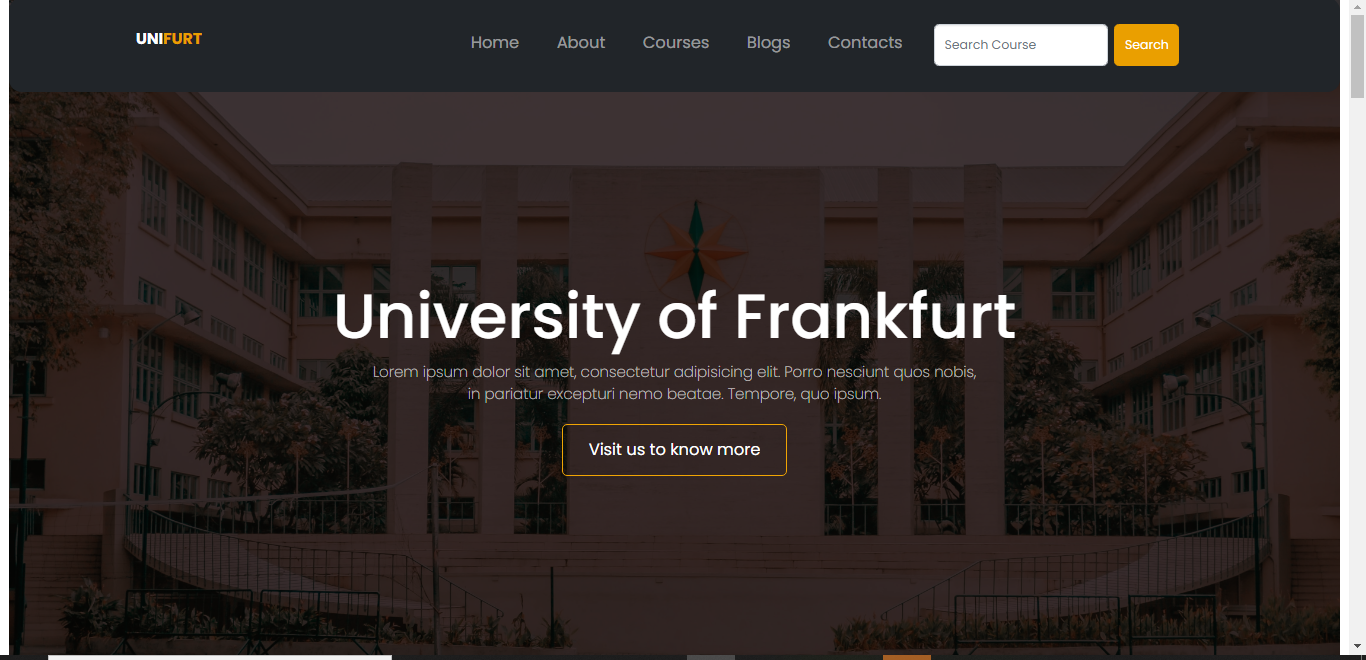 UNIFURT
Home
About
Courses
Blogs
Contacts
Search Course
Search
University of Frankfurt
Lorem ipsum dolor sit amet, consectetur adipisicing elit. Porro nesciunt quos nobis,
in pariatur excepturi nemo beatae. Tempore, quo ipsum.
Visit us to know more